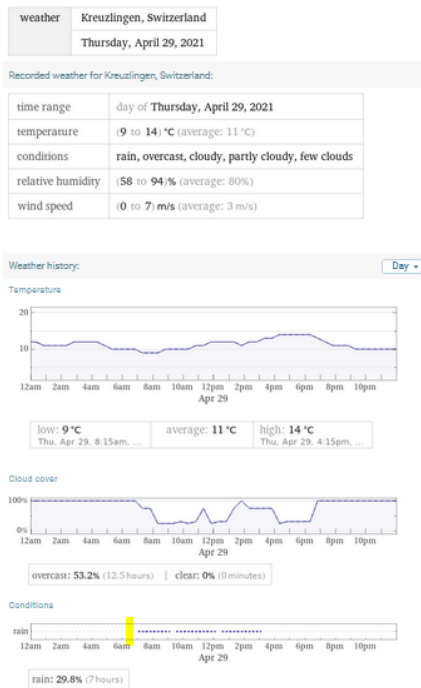 weather Kreuzlingen, Switzerland
Thursday, April 29, 2021
Recorded weather for Kreuzlingen, Switzerland:
time range day of Thursday, April 29, 2021
temperature (9 to 14) °C (average: 11 °C)
conditions rain, overcast, cloudy, partly cloudy, few clouds
relative humidity (58 to 94)% (average: 80%)
wind speed (0 to 7) m/s (average: 3 m/s)
Weather history: Day
Temperature
20
10
12am 2am 4am 6am 8am 10am 12pm 2pm 4pm 6pm 8pm 10pm
Apr 29
low: 9 °C average: 11 °C high: 14 °C
Thu, Apr 29, 8:15am, ... Thu, Apr 29, 4:15pm, ...
Cloud cover
100%
0%
12am 2am 4am 6am 8am 10am 12pm 2pm 4pm 6pm 8pm 10pm
Apr 29
overcast: 53.2% (12.5 hours) | clear: 0% (0 minutes)
Conditions
rain
12am 2am 4am 6am 8am 10am 12pm 2pm 4pm 6pm 8pm 10pm
Apr 29
rain: 29.8% (7 hours)